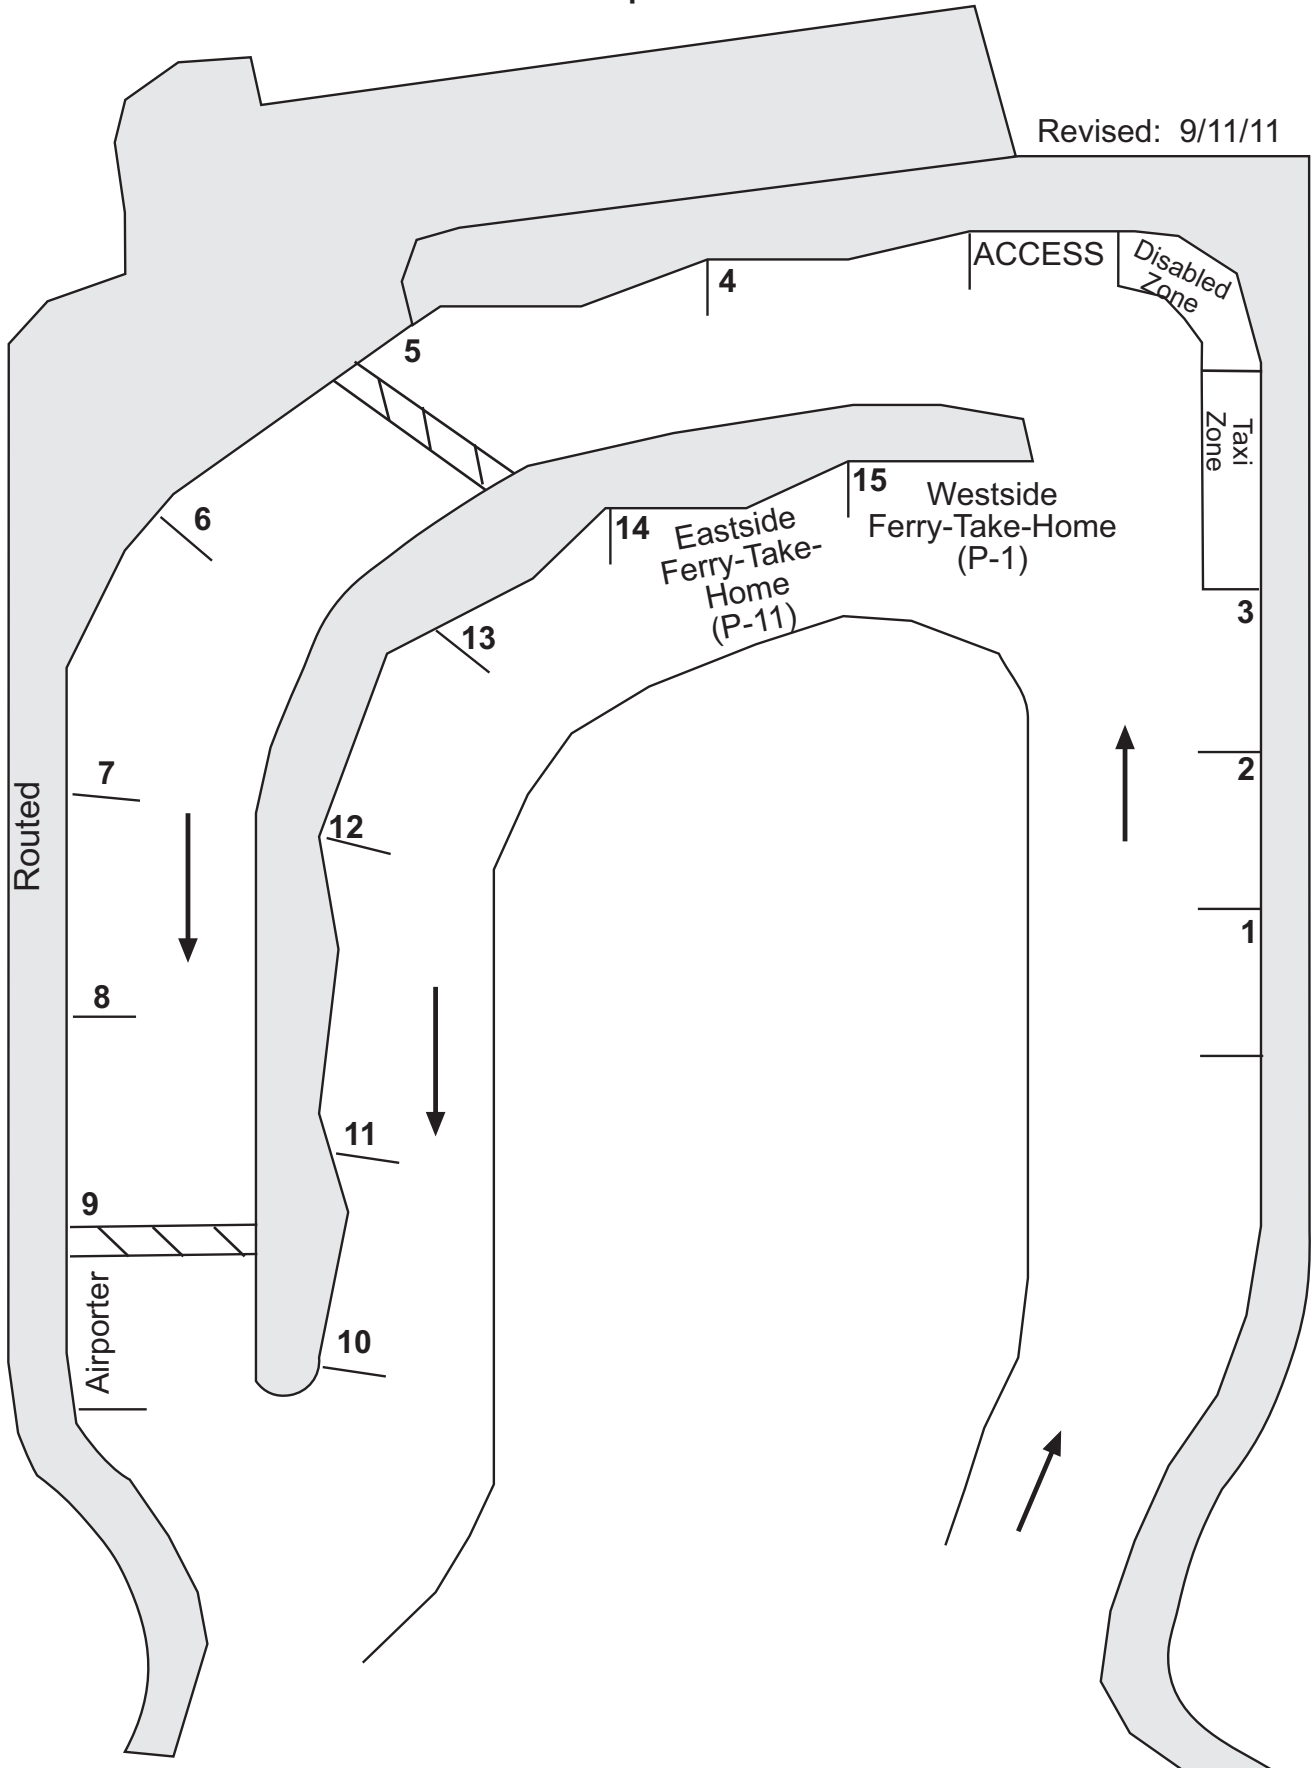 Revised: 9/11/11
ACCESS
Disabled
Zone
4
5
Taxi
Zone
15
Westside
Ferry-Take-Home
(P-1)
14
Eastside
Ferry-Take-
Home
(P-11)
6
3
13
7
2
12
Routed
1
8
11
9
Airporter
10